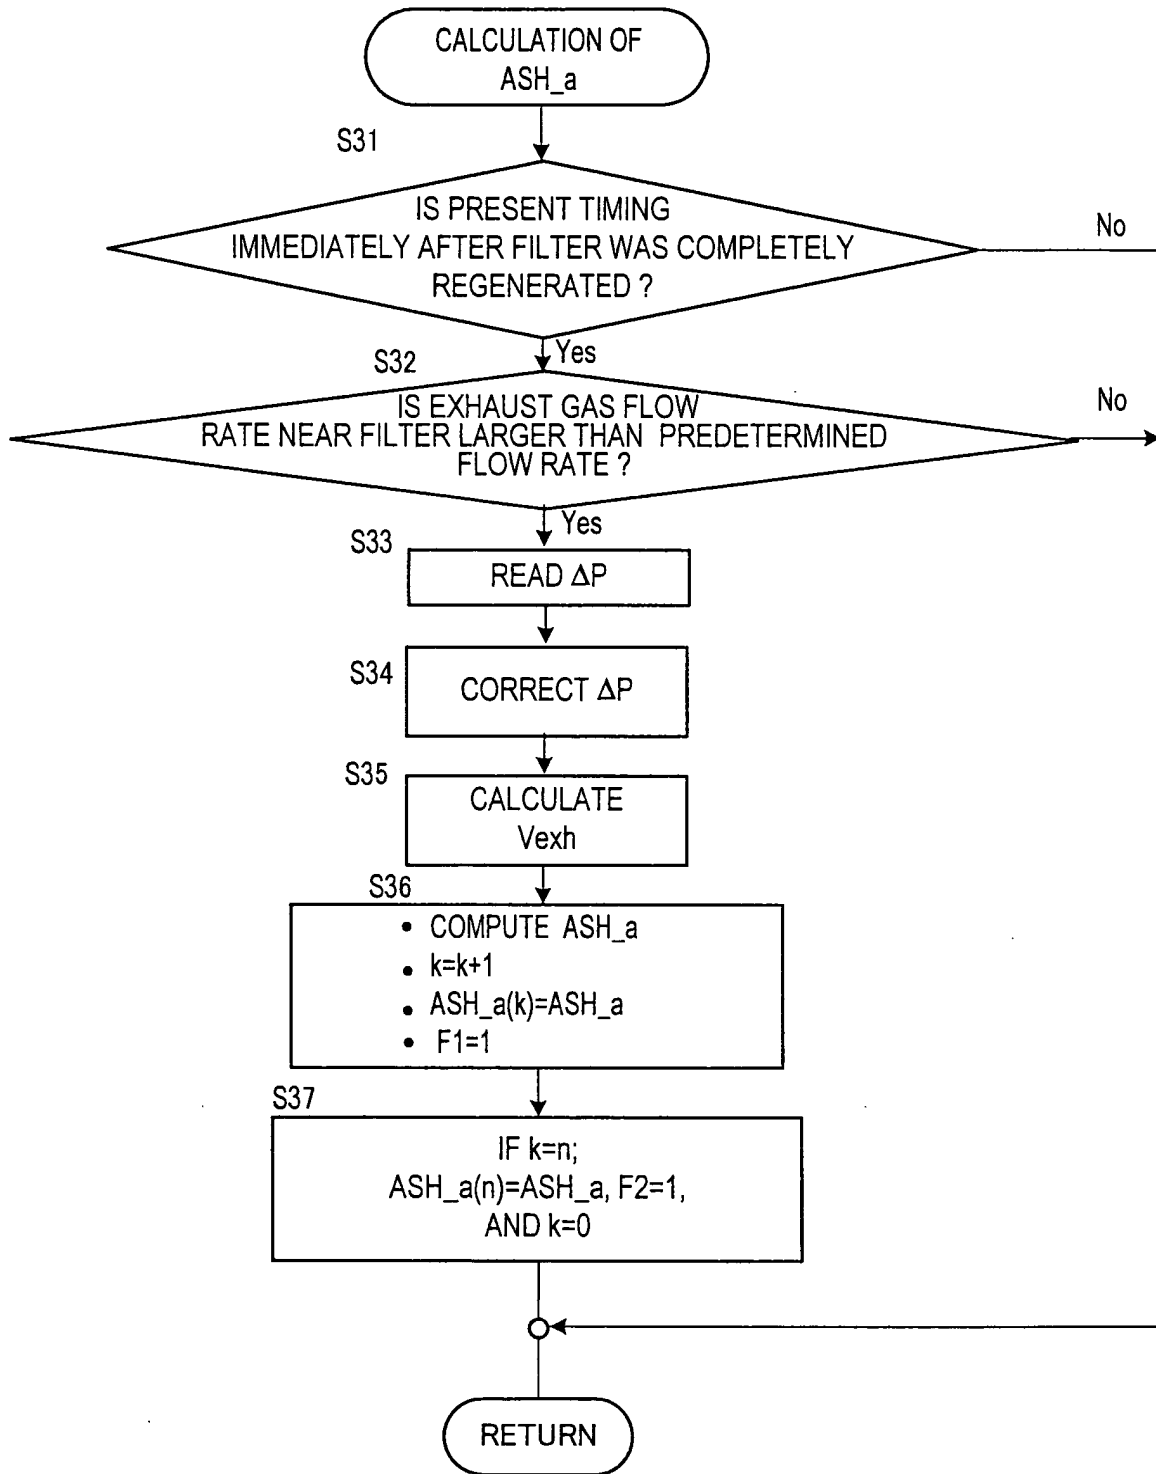 CALCULATION OF
ASH_a
S31
IS PRESENT TIMING
IMMEDIATELY AFTER FILTER WAS COMPLETELY
REGENERATED ?
No
Yes
S32
IS EXHAUST GAS FLOW
RATE NEAR FILTER LARGER THAN PREDETERMINED
FLOW RATE ?
No
Yes
S33
READ ΔP
S34
CORRECT ΔP
S35
CALCULATE
Vexh
S36
• COMPUTE ASH_a
• k=k+1
• ASH_a(k)=ASH_a
• F1=1
S37
IF k=n;
ASH_a(n)=ASH_a, F2=1,
AND k=0
RETURN